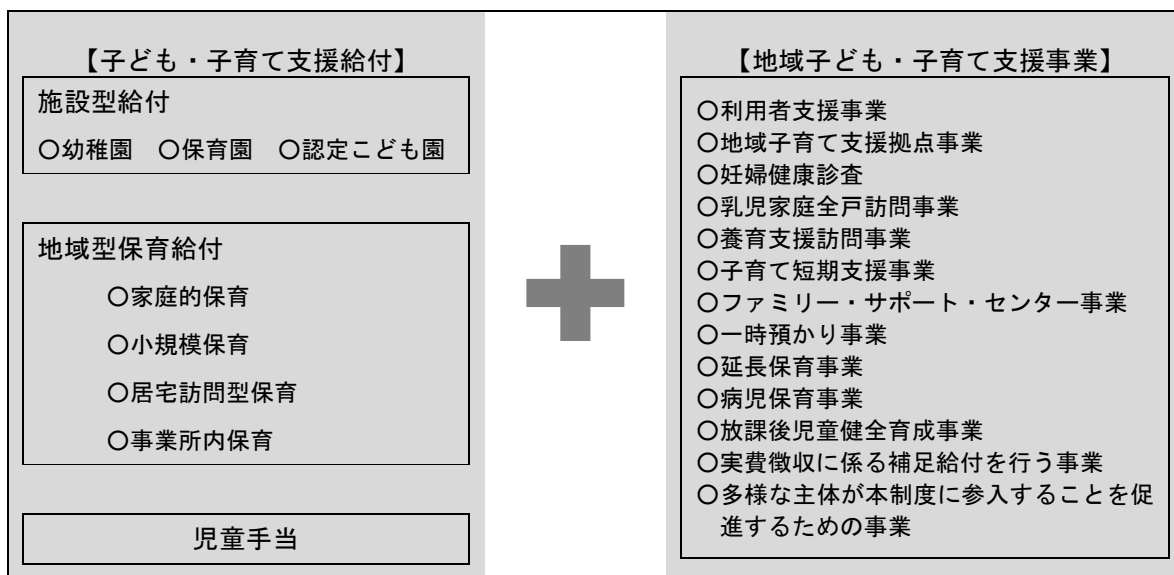 【子ども・子育て支援給付】
施設型給付
○幼稚園　○保育園　○認定こども園
地域型保育給付
○家庭的保育
○小規模保育
○居宅訪問型保育
○事業所内保育
児童手当
【地域子ども・子育て支援事業】
○利用者支援事業
○地域子育て支援拠点事業
○妊婦健康診査
○乳児家庭全戸訪問事業
○養育支援訪問事業
○子育て短期支援事業
○ファミリー・サポート・センター事業
○一時預かり事業
○延長保育事業
○病児保育事業
○放課後児童健全育成事業
○実費徴収に係る補足給付を行う事業
○多様な主体が本制度に参入することを促
進するための事業